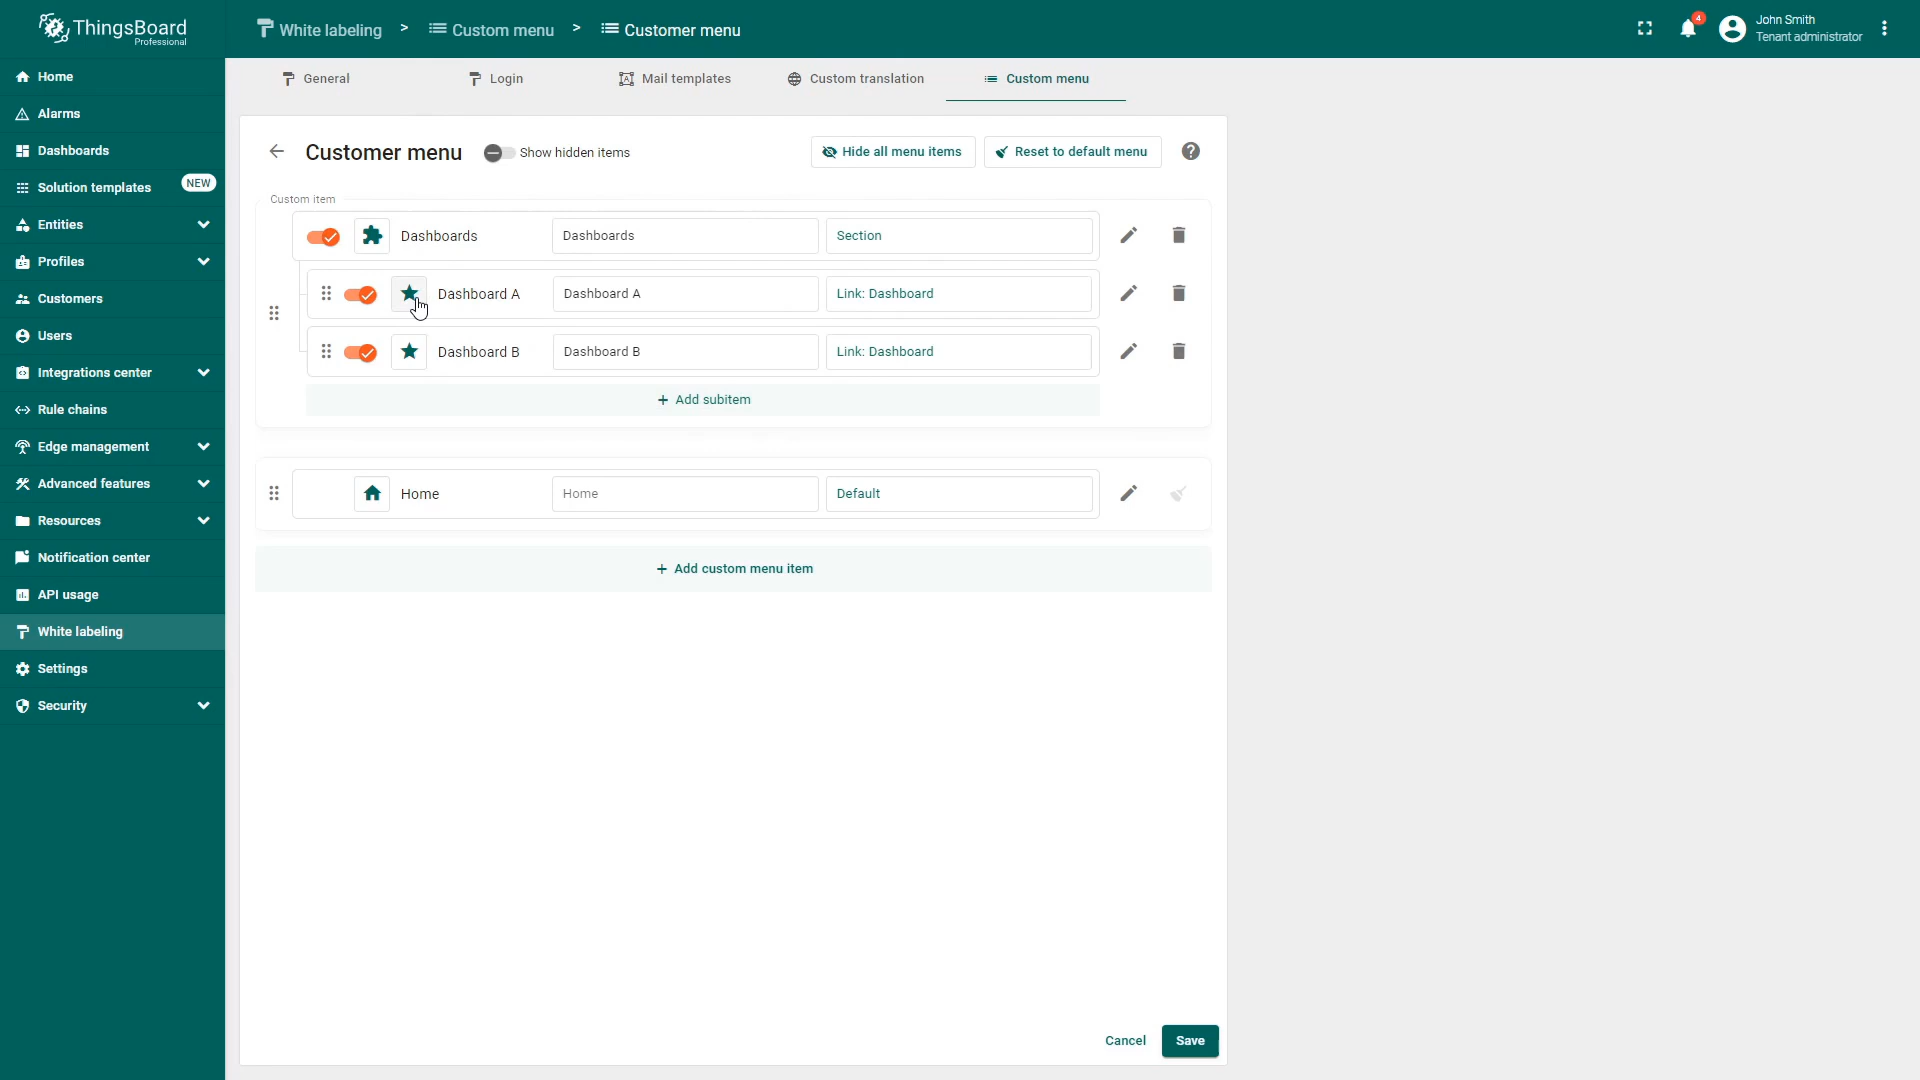 ThingsBoard
Professional
White labeling > Custom menu > Customer menu
4
John Smith
Tenant administrator
Home
Alarms
Dashboards
Solution templates NEW
Entities
Profiles
Customers
Users
Integrations center
Rule chains
Edge management
Advanced features
Resources
Notification center
API usage
White labeling
Settings
Security
General Login Mail templates Custom translation Custom menu
Customer menu Show hidden items Hide all menu items Reset to default menu ?
Custom item
Dashboards Dashboards Section
Dashboard A Dashboard A Link: Dashboard
Dashboard B Dashboard B Link: Dashboard
+ Add subitem
Home Home Default
+ Add custom menu item
Cancel Save